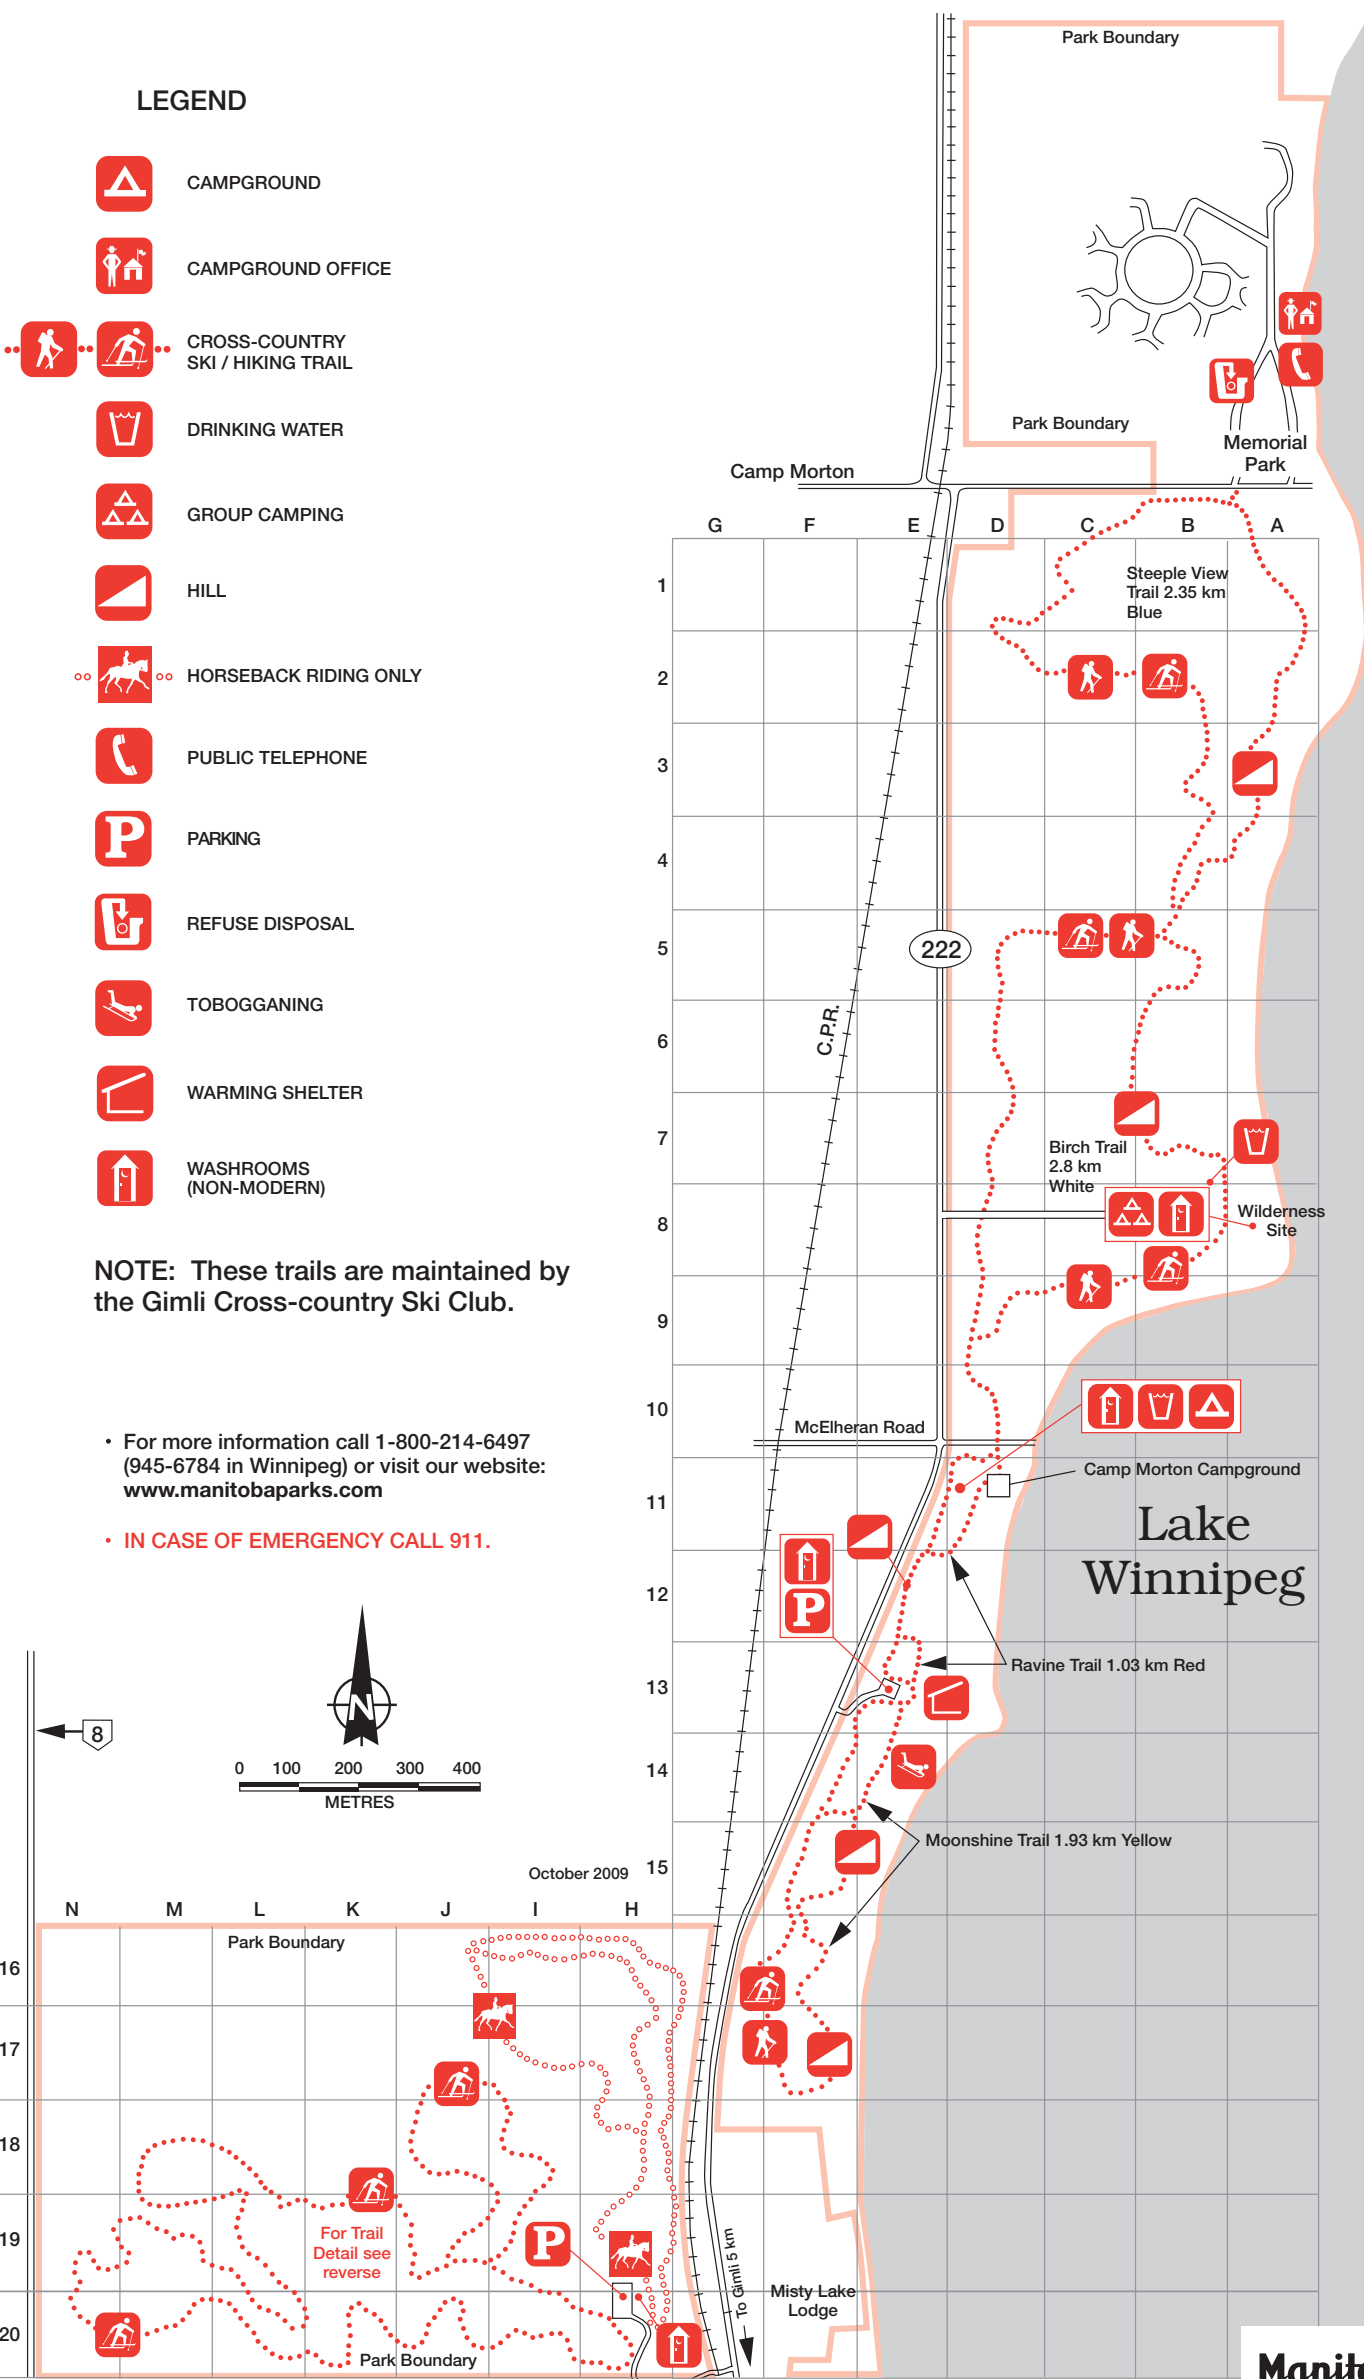 LEGEND
CAMPGROUND
CAMPGROUND OFFICE
CROSS-COUNTRY
SKI / HIKING TRAIL
DRINKING WATER
GROUP CAMPING
HILL
HORSEBACK RIDING ONLY
PUBLIC TELEPHONE
P
PARKING
REFUSE DISPOSAL
TOBOGGANING
WARMING SHELTER
WASHROOMS
(NON-MODERN)
NOTE: These trails are maintained by
the Gimli Cross-country Ski Club.
• For more information call 1-800-214-6497
(945-6784 in Winnipeg) or visit our website:
www.manitobaparks.com
• IN CASE OF EMERGENCY CALL 911.
N
8
0 100 200 300 400
METRES
October 2009
Park Boundary
Park Boundary
Memorial
Park
Camp Morton
G F E D C B A
1
2
3
4
5
6
7
8
9
10
11
12
13
14
15
Steeple View
Trail 2.35 km
Blue
222
C.P.R.
Birch Trail
2.8 km
White
Wilderness
Site
McElheran Road
Camp Morton Campground
Lake
Winnipeg
P
Ravine Trail 1.03 km Red
Moonshine Trail 1.93 km Yellow
N M L K J I H
Park Boundary
16
17
18
19
20
For Trail
Detail see
reverse
P
Park Boundary
To Gimli 5 km
Misty Lake
Lodge